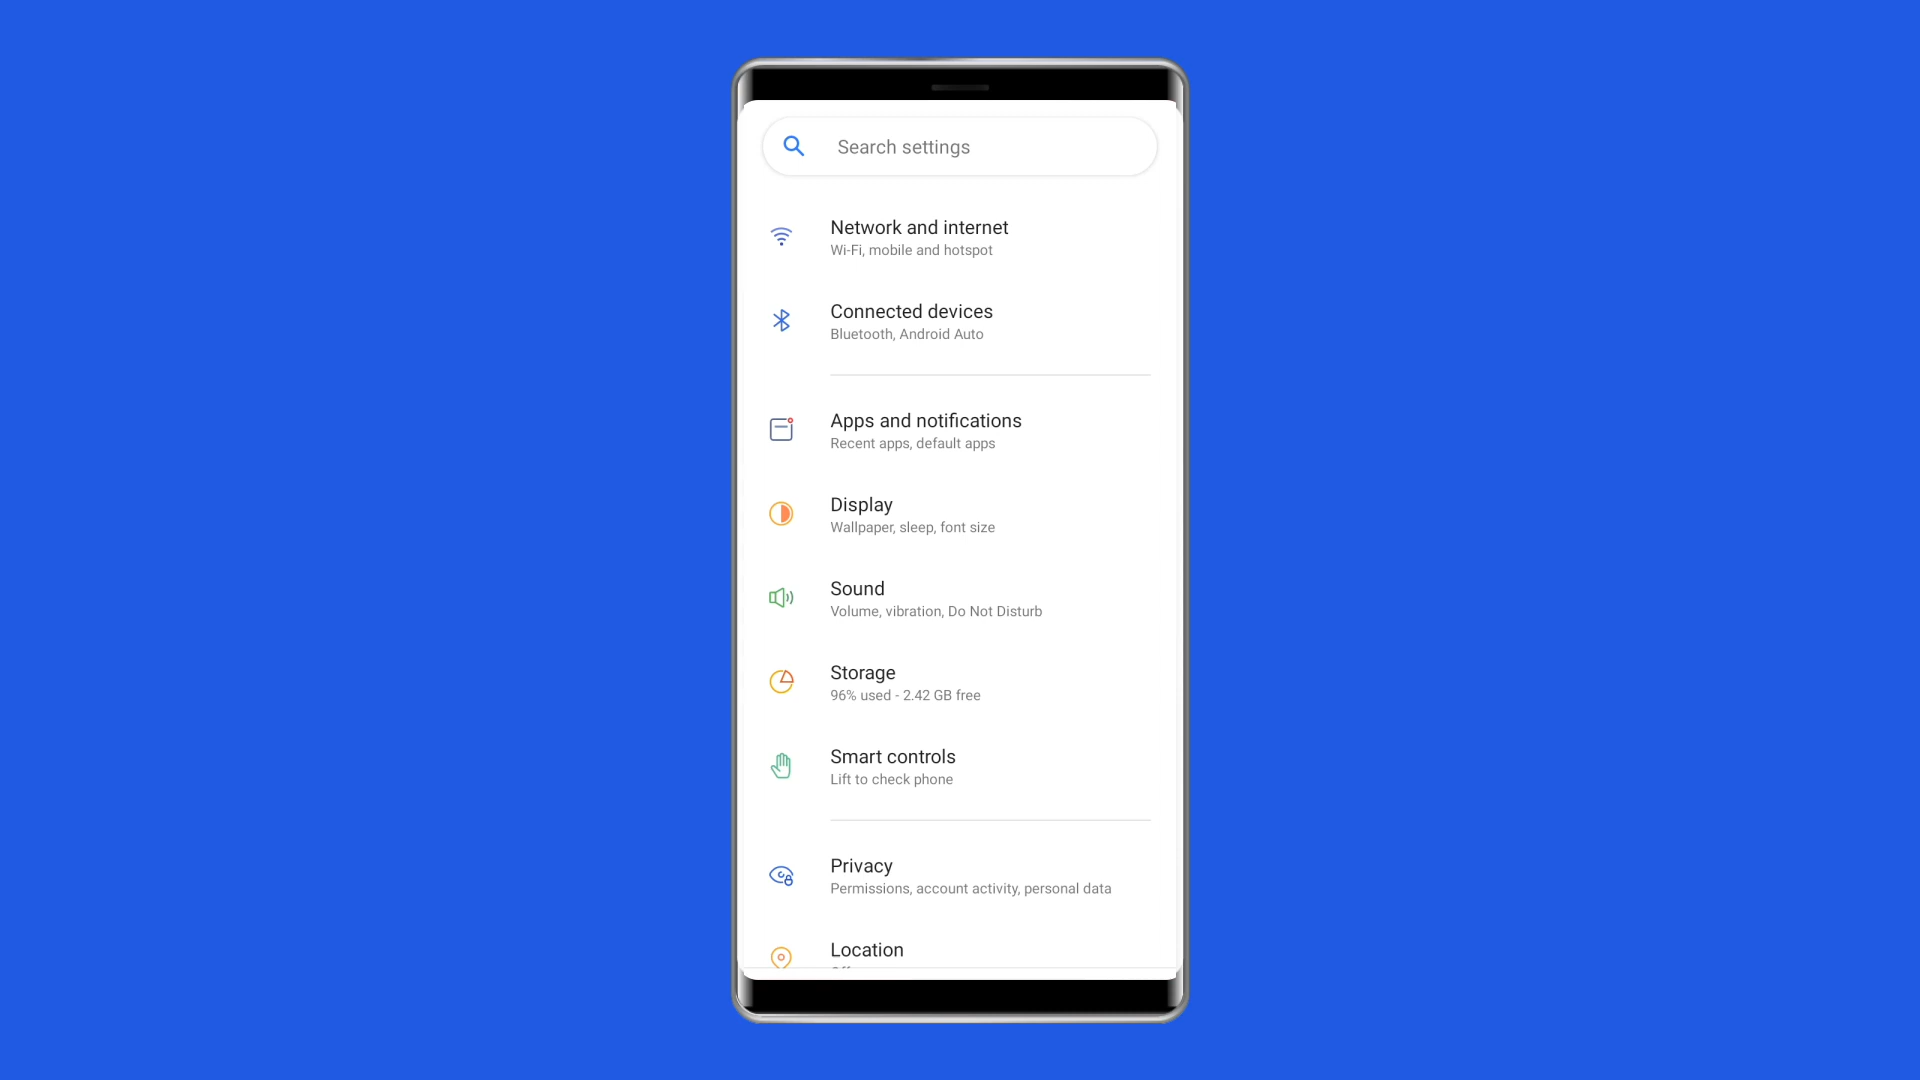 Search settings
Network and internet
Wi-Fi, mobile and hotspot
Connected devices
Bluetooth, Android Auto
Apps and notifications
Recent apps, default apps
Display
Wallpaper, sleep, font size
Sound
Volume, vibration, Do Not Disturb
Storage
96% used - 2.42 GB free
Smart controls
Lift to check phone
Privacy
Permissions, account activity, personal data
Location